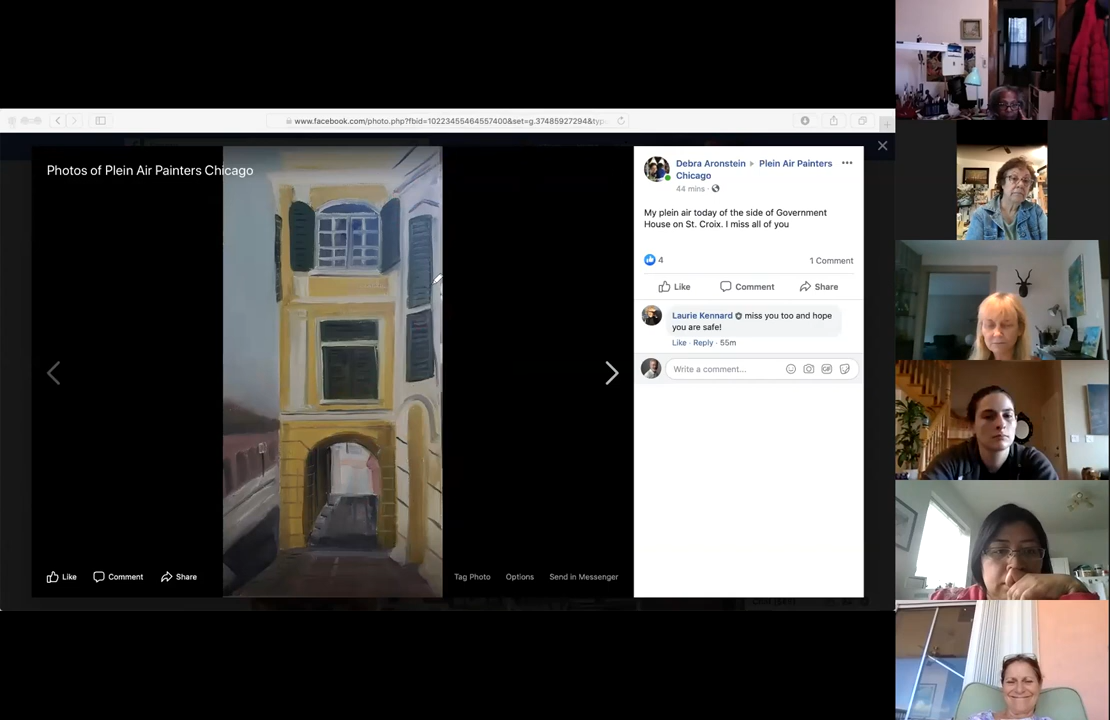 www.facebook.com/photo.php?fbid=10223455464557400&set=g.37485927294&typ
Photos of Plein Air Painters Chicago
Debra Aronstein ▸ Plein Air Painters
Chicago
44 mins ·
My plein air today of the side of Government
House on St. Croix. I miss all of you
4
1 Comment
Like Comment Share
Laurie Kennard miss you too and hope
you are safe!
Like · Reply · 55m
Write a comment...
GIF
Like Comment Share
Tag Photo Options Send in Messenger